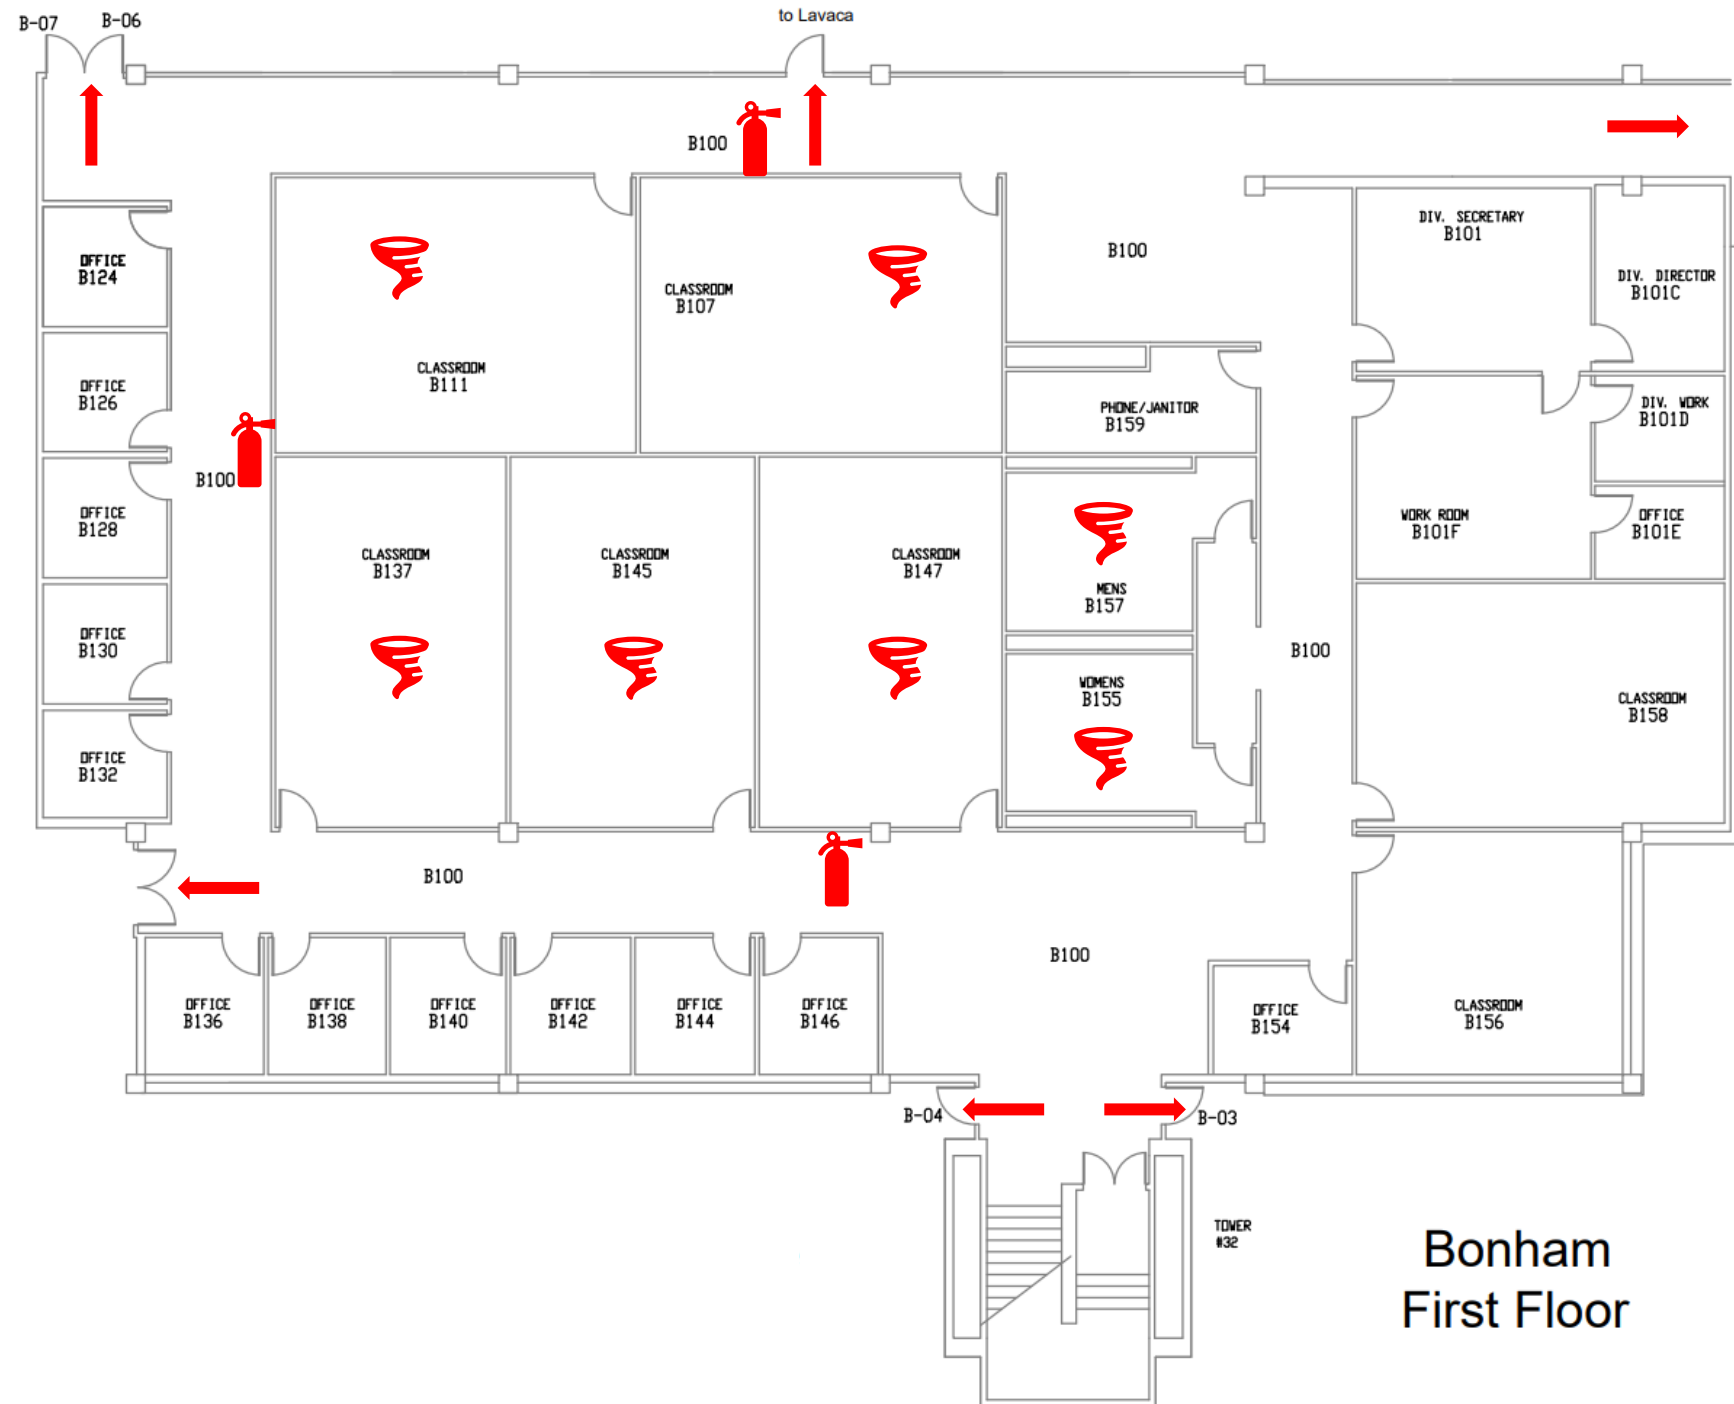 to Lavaca
B-07
B-06
B100
DIV. SECRETARY
B101
B100
OFFICE
B124
DIV. DIRECTOR
B101C
CLASSROOM
B107
CLASSROOM
B111
OFFICE
B126
PHONE/JANITOR
B159
DIV. WORK
B101D
B100
OFFICE
B128
WORK ROOM
B101F
OFFICE
B101E
CLASSROOM
B137
CLASSROOM
B145
CLASSROOM
B147
MENS
B157
OFFICE
B130
B100
WOMENS
B155
CLASSROOM
B158
OFFICE
B132
B100
B100
OFFICE
B136
OFFICE
B138
OFFICE
B140
OFFICE
B142
OFFICE
B144
OFFICE
B146
OFFICE
B154
CLASSROOM
B156
B-04
B-03
TOWER
#32
Bonham
First Floor